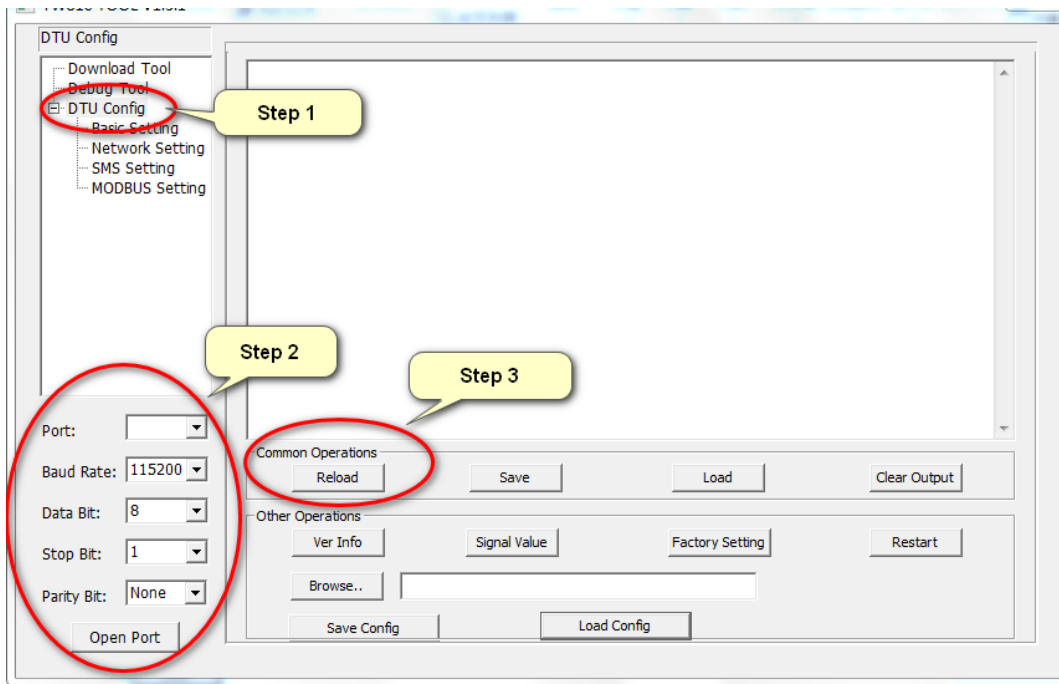 TOOL
DTU Config
Download Tool
Debug Tool
DTU Config
Basic Setting
Network Setting
SMS Setting
MODBUS Setting
Step 1
Step 2
Step 3
Port:
Baud Rate: 115200
Data Bit: 8
Stop Bit: 1
Parity Bit: None
Open Port
Common Operations
Reload Save Load Clear Output
Other Operations
Ver Info Signal Value Factory Setting Restart
Browse..
Save Config Load Config